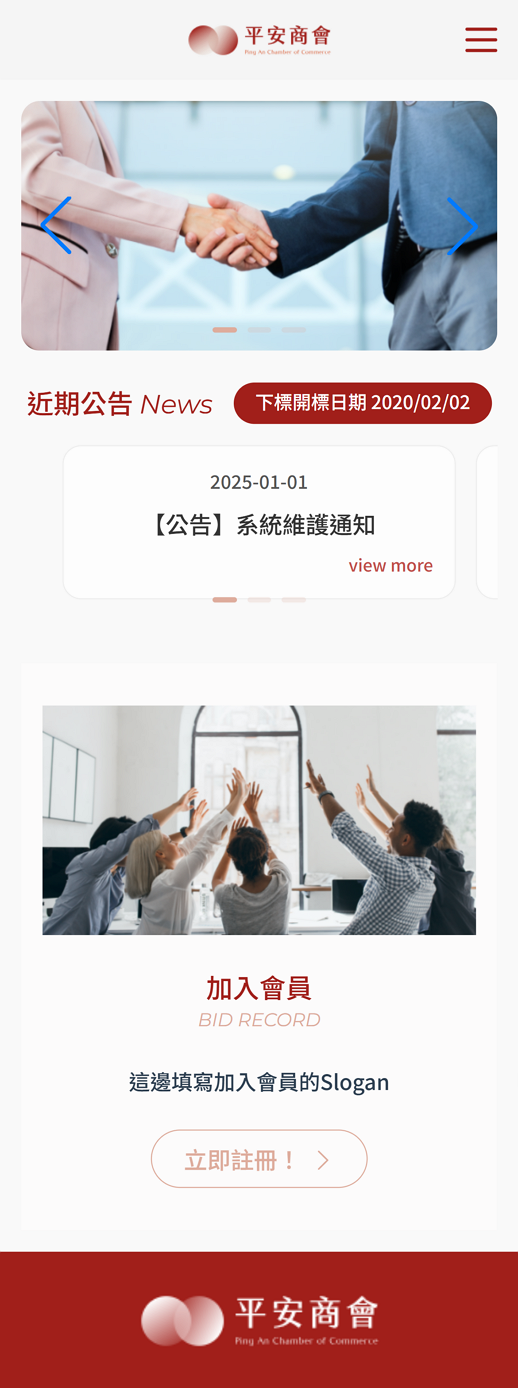 平安商會
Ping An Chamber of Commerce
近期公告 News
下標開標日期 2020/02/02
2025-01-01
【公告】系統維護通知
view more
加入會員
BID RECORD
這邊填寫加入會員的Slogan
立即註冊！
平安商會
Ping An Chamber of Commerce